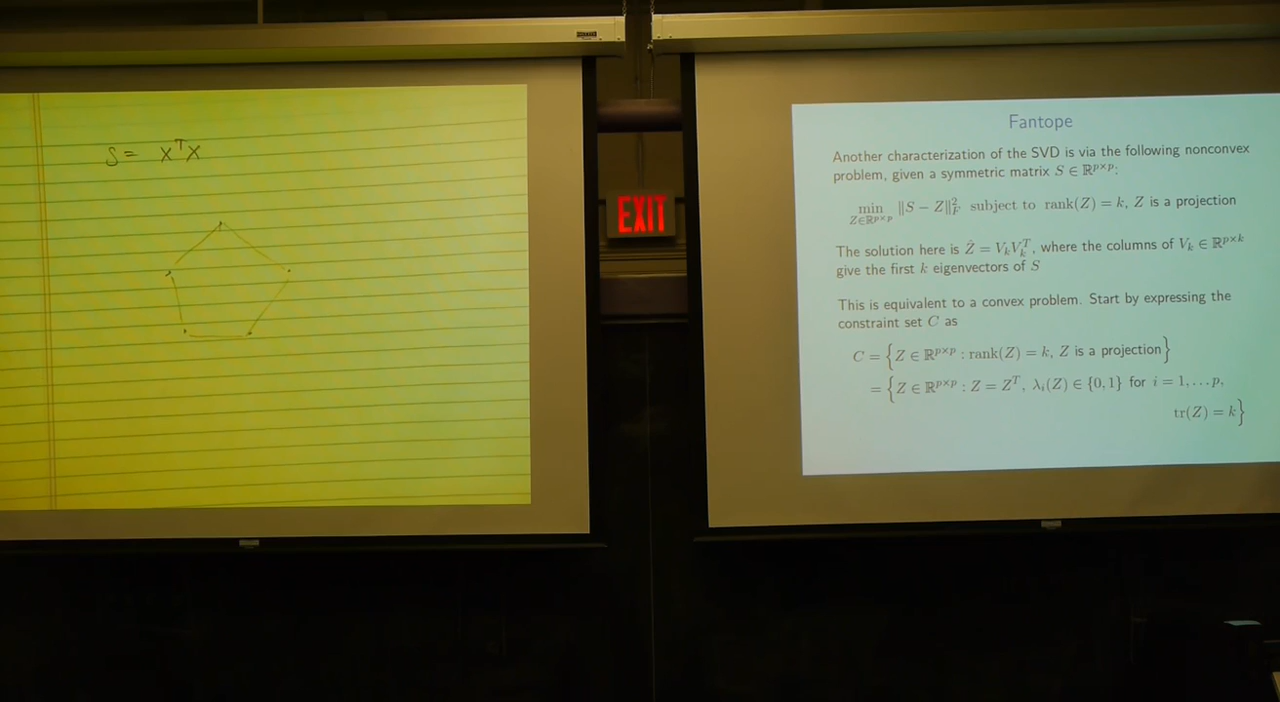 S = X^T X
EXIT
Fantope
Another characterization of the SVD is via the following nonconvex
problem, given a symmetric matrix S ∈ ℝ^{p×p}:
min_{Z∈ℝ^{p×p}} ‖S − Z‖_F^2 subject to rank(Z) = k, Z is a projection
The solution here is Ẑ = V_k V_k^T, where the columns of V_k ∈ ℝ^{p×k}
give the first k eigenvectors of S
This is equivalent to a convex problem. Start by expressing the
constraint set C as
C = {Z ∈ ℝ^{p×p} : rank(Z) = k, Z is a projection}
= {Z ∈ ℝ^{p×p} : Z = Z^T, λ_i(Z) ∈ {0, 1} for i = 1, . . . p,
tr(Z) = k}